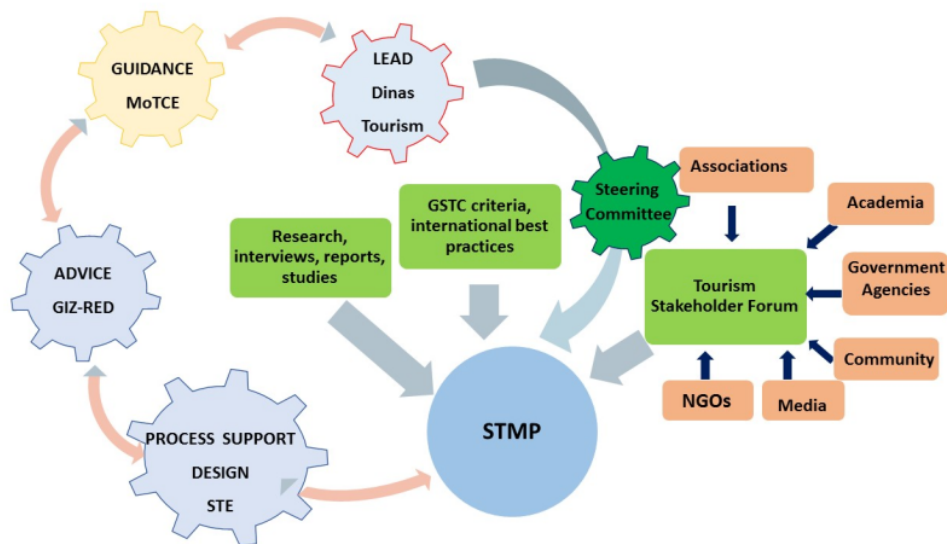 GUIDANCE
MoTCE
LEAD
Dinas
Tourism
Steering
Committee
Associations
Academia
GSTC criteria,
international best
practices
Research,
interviews, reports,
studies
Tourism
Stakeholder Forum
Government
Agencies
ADVICE
GIZ-RED
Community
NGOs
Media
STMP
PROCESS SUPPORT
DESIGN
STE